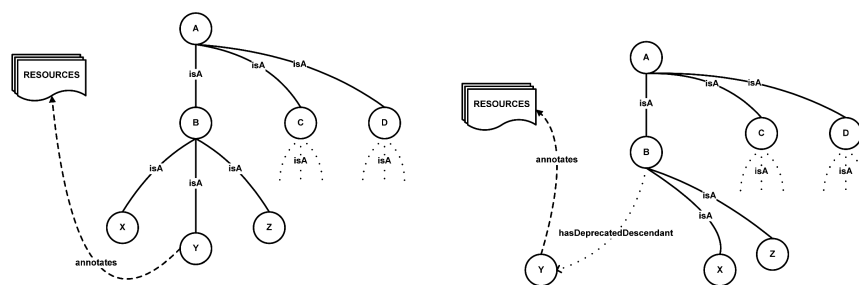 A
RESOURCES
isA
isA
isA
B
C
D
isA
isA
isA
isA
isA
X
Y
Z
annotates
A
RESOURCES
isA
isA
isA
B
C
D
isA
isA
annotates
isA
isA
hasDeprecatedDescendant
Y
X
Z